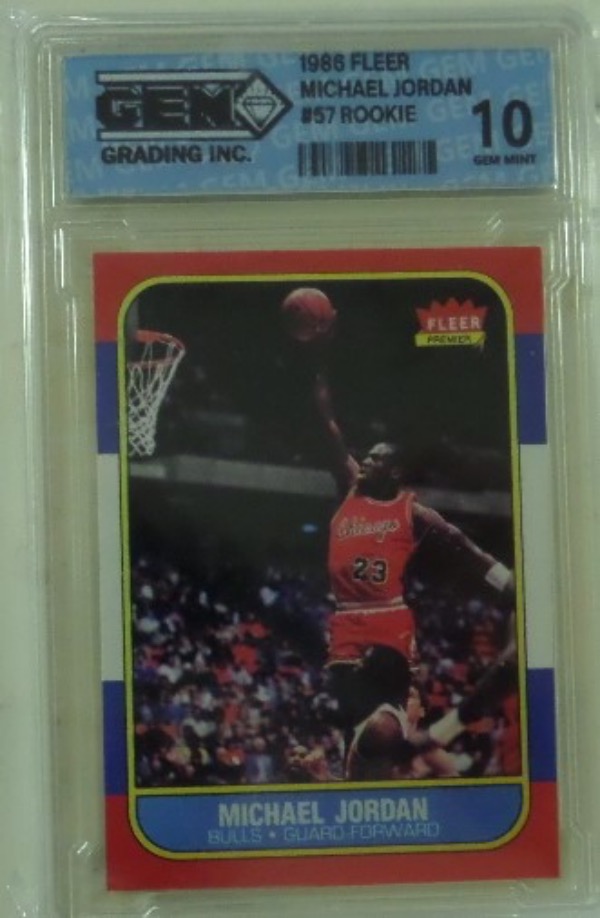 GEM
GRADING INC.
1986 FLEER
MICHAEL JORDAN
#57 ROOKIE
10
GEM MINT
FLEER
PREMIER
Chicago
23
MICHAEL JORDAN
BULLS • GUARD-FORWARD